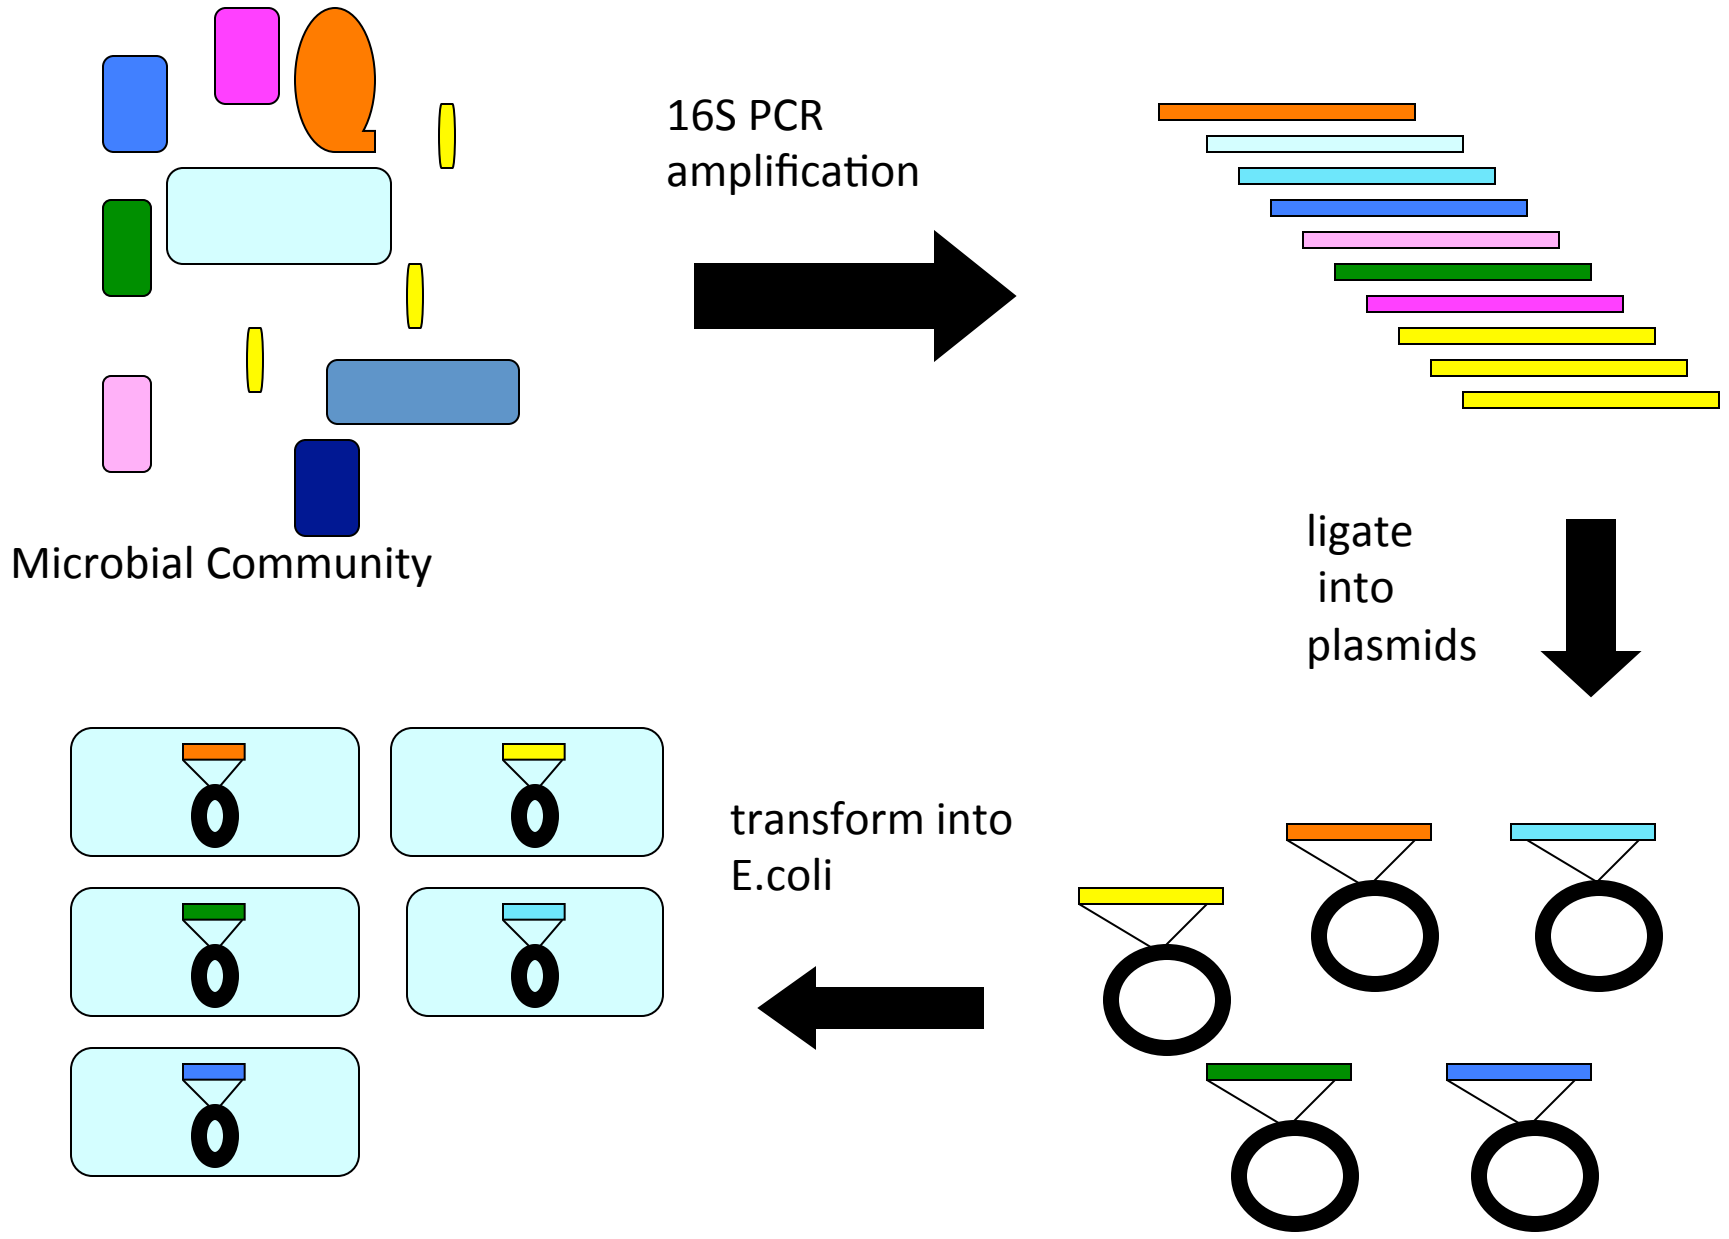 16S PCR
amplification
Microbial Community
ligate
into
plasmids
transform into
E.coli